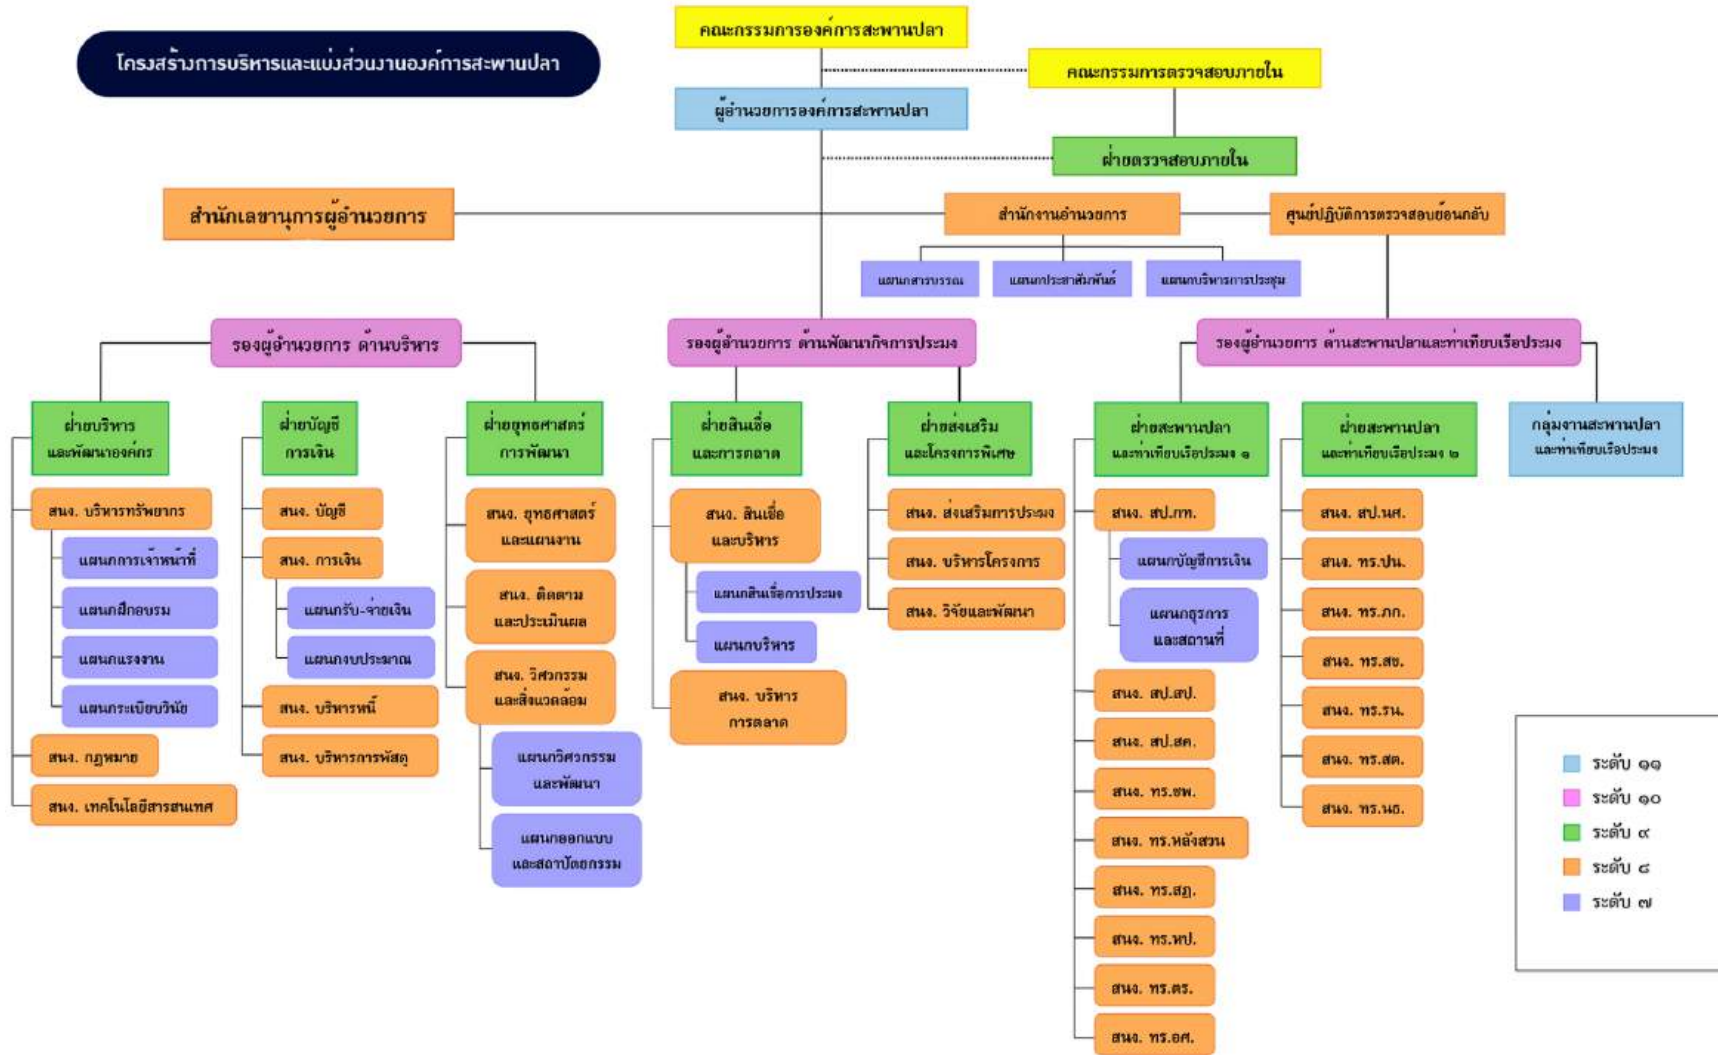 โครงสร้างการบริหารและแบ่งส่วนงานองค์การสะพานปลา
คณะกรรมการองค์การสะพานปลา
คณะกรรมการตรวจสอบภายใน
ผู้อำนวยการองค์การสะพานปลา
ฝ่ายตรวจสอบภายใน
สำนักเลขานุการผู้อำนวยการ
สำนักงานอำนวยการ
ศูนย์ปฏิบัติการตรวจสอบย้อนกลับ
แผนกสารบรรณ
แผนกประชาสัมพันธ์
แผนกบริหารการประชุม
รองผู้อำนวยการ ด้านบริหาร
รองผู้อำนวยการ ด้านพัฒนากิจการประมง
รองผู้อำนวยการ ด้านสะพานปลาและท่าเทียบเรือประมง
ฝ่ายบริหาร
และพัฒนาองค์กร
สนง. บริหารทรัพยากร
แผนกการเจ้าหน้าที่
แผนกฝึกอบรม
แผนกแรงงาน
แผนกระเบียบวินัย
สนง. กฎหมาย
สนง. เทคโนโลยีสารสนเทศ
ฝ่ายบัญชี
การเงิน
สนง. บัญชี
สนง. การเงิน
แผนกรับ-จ่ายเงิน
แผนกงบประมาณ
สนง. บริหารหนี้
สนง. บริหารการพัสดุ
ฝ่ายยุทธศาสตร์
การพัฒนา
สนง. ยุทธศาสตร์
และแผนงาน
สนง. ติดตาม
และประเมินผล
สนง. วิศวกรรม
และสิ่งแวดล้อม
แผนกวิศวกรรม
และพัฒนา
แผนกออกแบบ
และสถาปัตยกรรม
ฝ่ายสินเชื่อ
และการตลาด
สนง. สินเชื่อ
และบริหาร
แผนกสินเชื่อการประมง
แผนกบริหาร
สนง. บริหาร
การตลาด
ฝ่ายส่งเสริม
และโครงการพิเศษ
สนง. ส่งเสริมการประมง
สนง. บริหารโครงการ
สนง. วิจัยและพัฒนา
ฝ่ายสะพานปลา
และท่าเทียบเรือประมง ๑
สนง. สป.กท.
แผนกบัญชีการเงิน
แผนกธุรการ
และสถานที่
สนง. สป.สป.
สนง. สป.สค.
สนง. ทร.ชพ.
สนง. ทร.หลังสวน
สนง. ทร.สฎ.
สนง. ทร.หป.
สนง. ทร.ตร.
สนง. ทร.อศ.
ฝ่ายสะพานปลา
และท่าเทียบเรือประมง ๒
สนง. สป.นศ.
สนง. ทร.ปน.
สนง. ทร.ภก.
สนง. ทร.สข.
สนง. ทร.รน.
สนง. ทร.สต.
สนง. ทร.นธ.
กลุ่มงานสะพานปลา
และท่าเทียบเรือประมง
ระดับ ๑๑
ระดับ ๑๐
ระดับ ๙
ระดับ ๘
ระดับ ๗